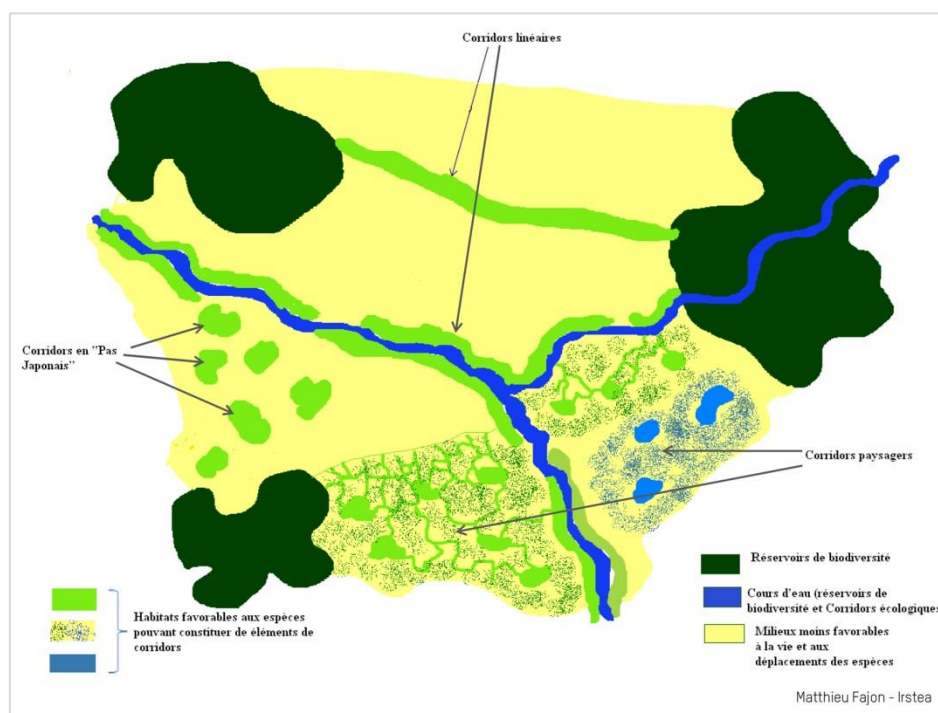 Corridors linéaires
Corridors en "Pas
Japonais"
Corridors paysagers
Habitats favorables aux espèces
pouvant constituer de éléments de
corridors
Réservoirs de biodiversité
Cours d'eau (réservoirs de
biodiversité et Corridors écologique
Milieux moins favorables
à la vie et aux
déplacements des espèces
Matthieu Fajon - Irstea